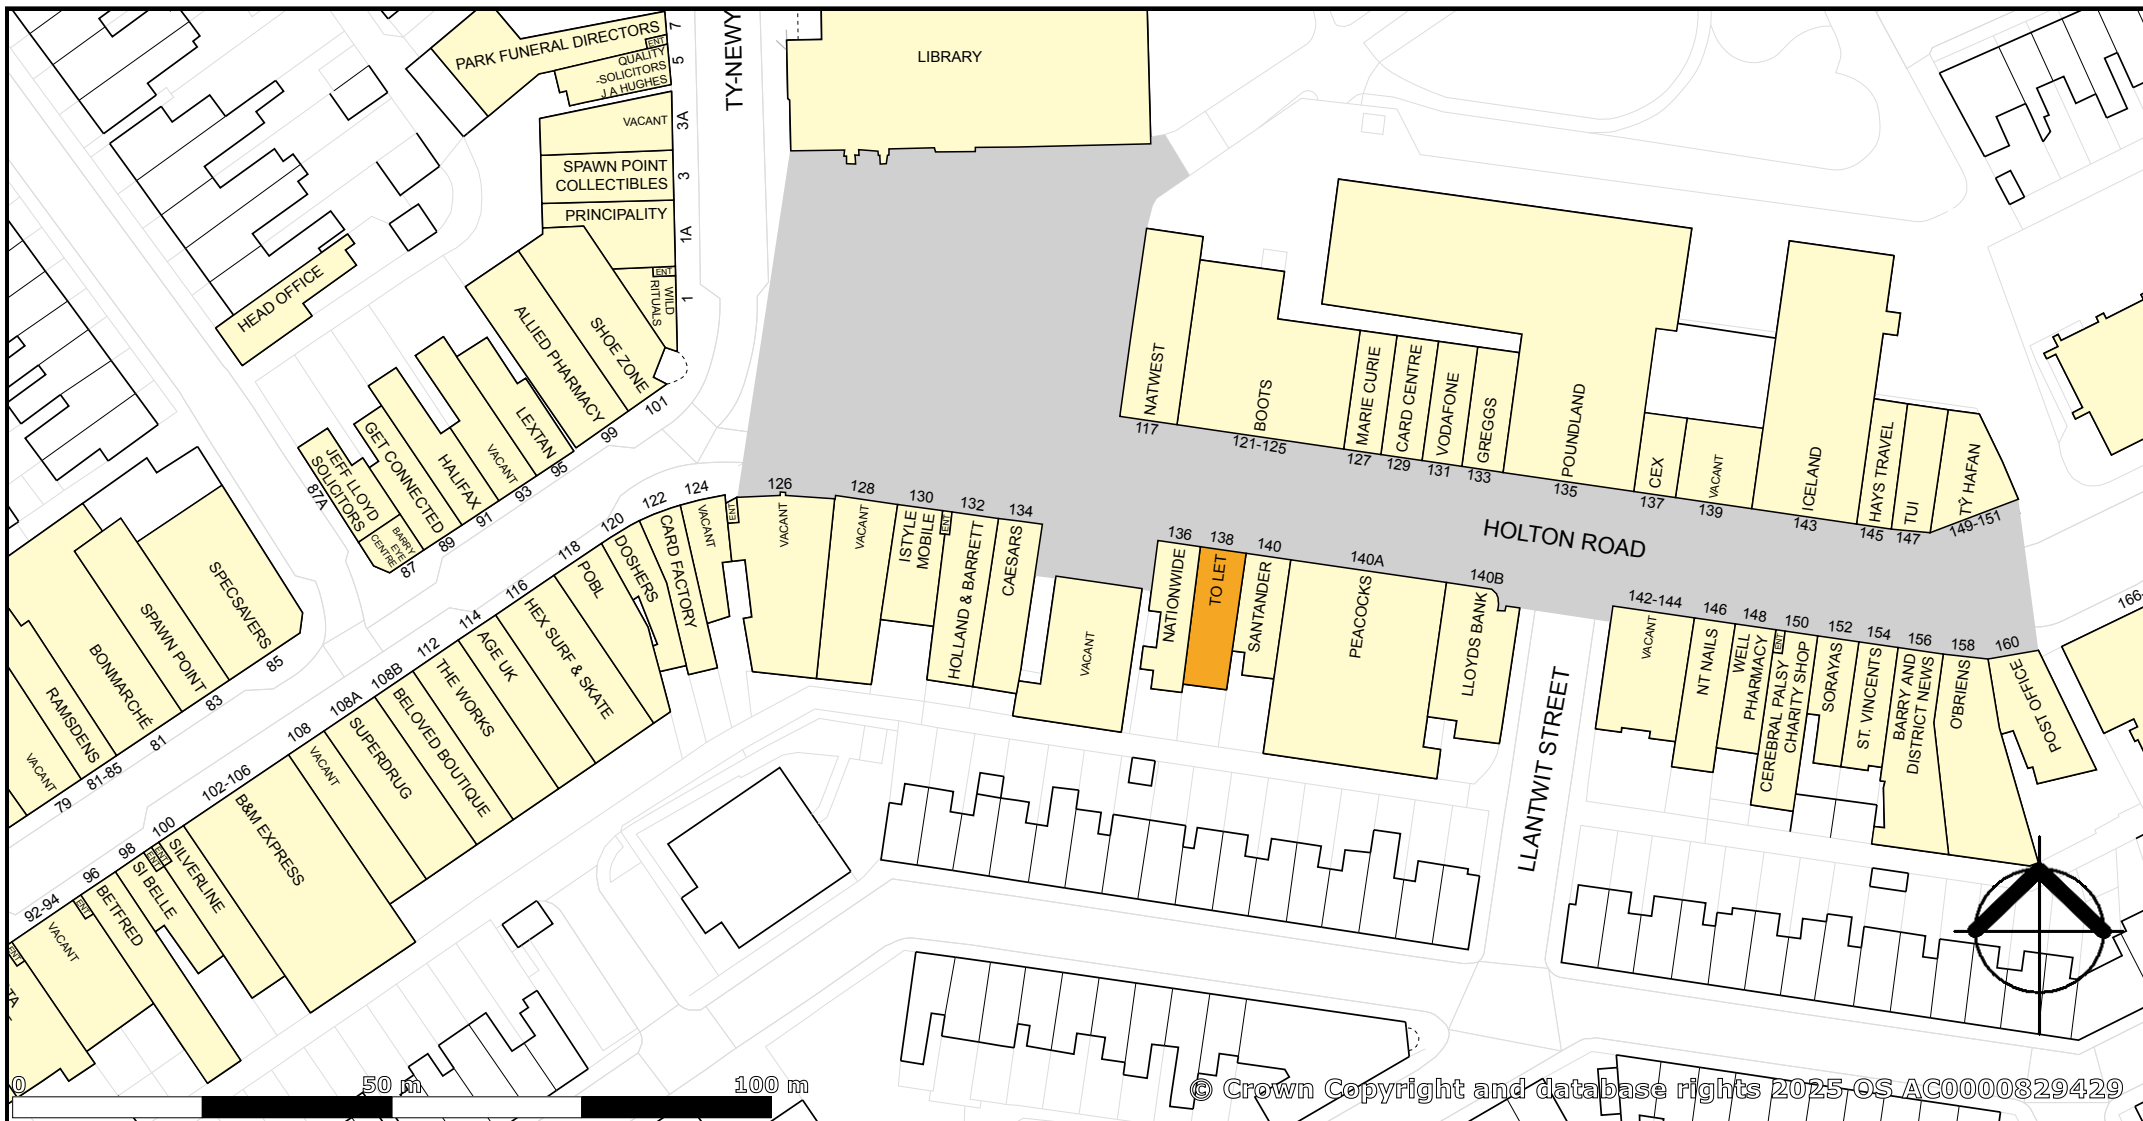 PARK FUNERAL DIRECTORS
7
ENT
QUALITY
-SOLICITORS
J A HUGHES
5
TY-NEWY
LIBRARY
VACANT
3A
SPAWN POINT
COLLECTIBLES
3
PRINCIPALITY
1A
ENT
WILD
RITUALS
1
HEAD OFFICE
SHOE ZONE
101
ALLIED PHARMACY
99
LEXTAN
95
VACANT
93
HALIFAX
91
GET CONNECTED
89
JEFF LLOYD
SOLICITORS
87A
BARRY
EYE
CENTRE
87
NATWEST
117
BOOTS
121-125
MARIE CURIE
127
CARD CENTRE
129
VODAFONE
131
GREGGS
133
POUNDLAND
135
CEX
137
VACANT
139
ICELAND
143
HAYS TRAVEL
145
TUI
147
TŶ HAFAN
149-151
HOLTON ROAD
SPECSAVERS
85
SPAWN POINT
83
BONMARCHÉ
81
RAMSDENS
81-85
VACANT
79
124
VACANT
ENT
122
CARD FACTORY
120
DOSHERS
118
POBL
116
HEX SURF & SKATE
114
AGE UK
112
THE WORKS
108B
BELOVED BOUTIQUE
108A
SUPERDRUG
108
VACANT
102-106
B&M EXPRESS
100
SILVERLINE
ENT
ENT
98
SI BELLE
96
BETFRED
ENT
92-94
VACANT
ENT
TA
126
VACANT
128
VACANT
130
ISTYLE
MOBILE
ENT
132
HOLLAND & BARRETT
134
CAESARS
VACANT
136
NATIONWIDE
138
TO LET
140
SANTANDER
140A
PEACOCKS
140B
LLOYDS BANK
LLANTWIT STREET
142-144
VACANT
146
NT NAILS
148
WELL
PHARMACY
ENT
150
CEREBRAL PALSY
CHARITY SHOP
152
SORAYAS
154
ST. VINCENTS
156
BARRY AND
DISTRICT NEWS
158
O'BRIENS
160
POST OFFICE
166-
0
50 m
100 m
© Crown Copyright and database rights 2025 OS AC0000829429